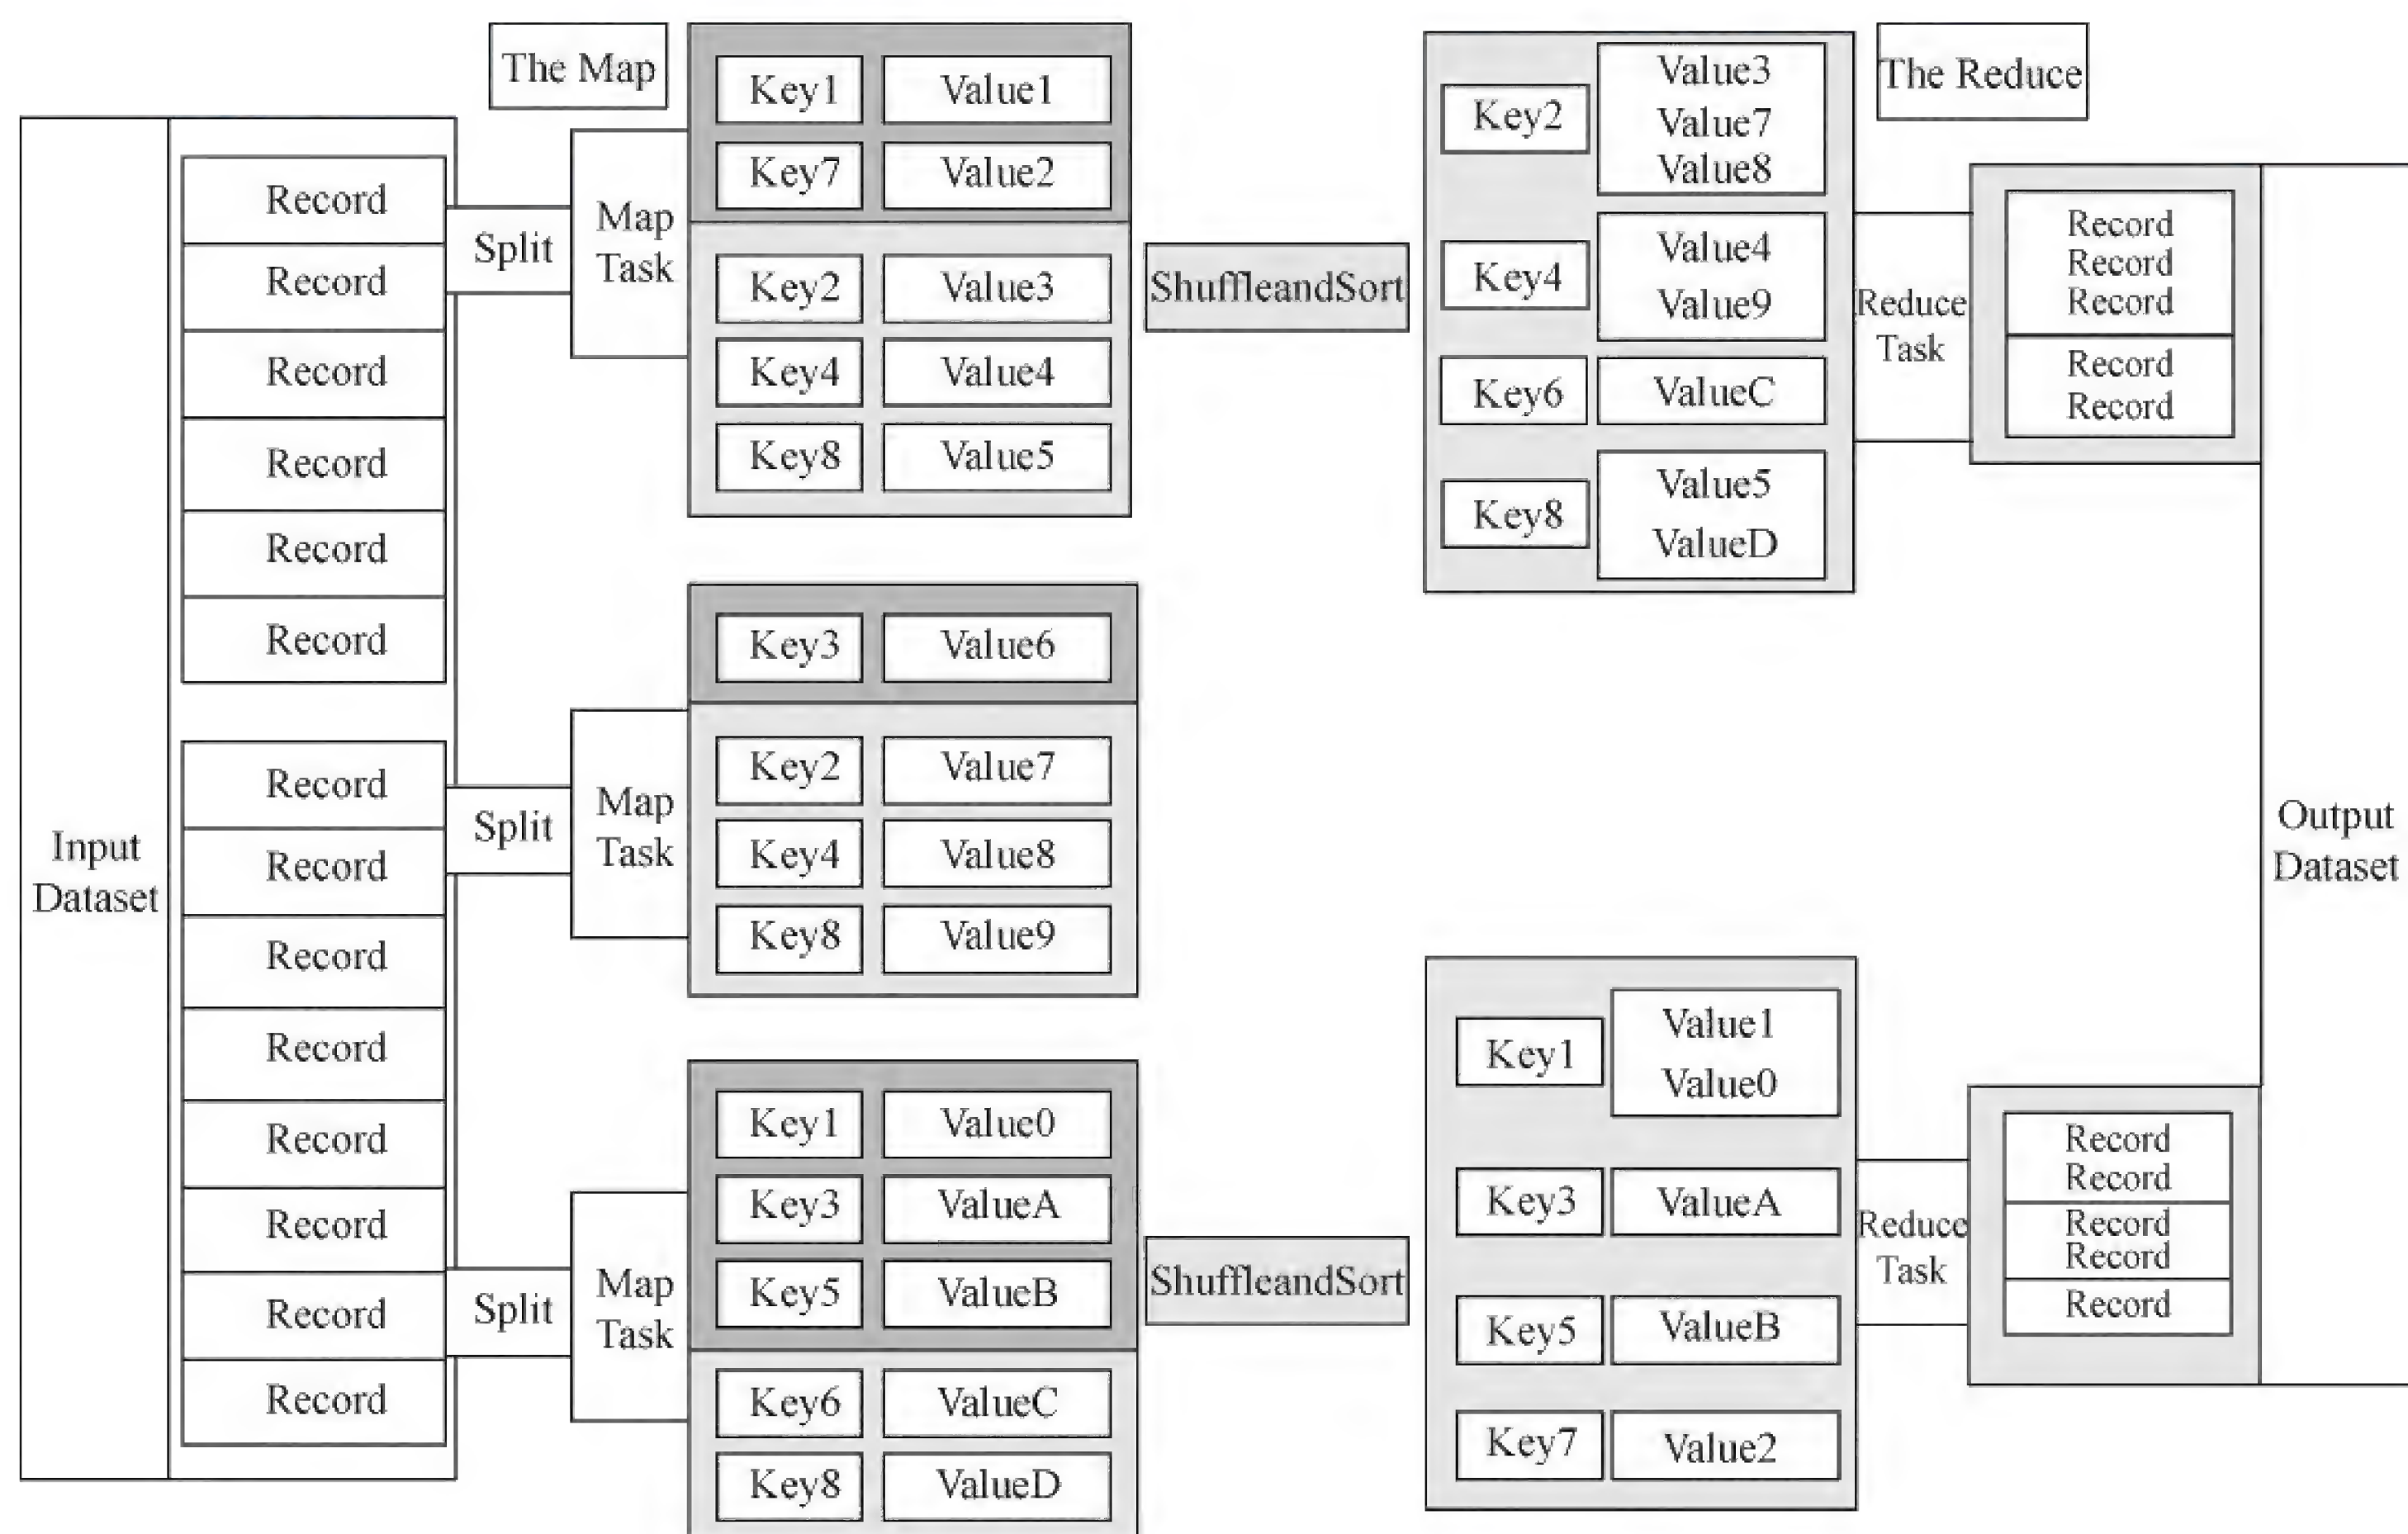 The Map
The Reduce
Input
Dataset
Record
Record
Record
Record
Record
Record
Record
Record
Record
Record
Record
Record
Record
Record
Split
Split
Split
Map
Task
Map
Task
Map
Task
Key1 Value1
Key7 Value2
Key2 Value3
Key4 Value4
Key8 Value5
Key3 Value6
Key2 Value7
Key4 Value8
Key8 Value9
Key1 Value0
Key3 ValueA
Key5 ValueB
Key6 ValueC
Key8 ValueD
ShuffleandSort
ShuffleandSort
Key2
Value3
Value7
Value8
Key4
Value4
Value9
Key6 ValueC
Key8
Value5
ValueD
Key1
Value1
Value0
Key3 ValueA
Key5 ValueB
Key7 Value2
Reduce
Task
Reduce
Task
Record
Record
Record
Record
Record
Record
Record
Record
Record
Record
Output
Dataset